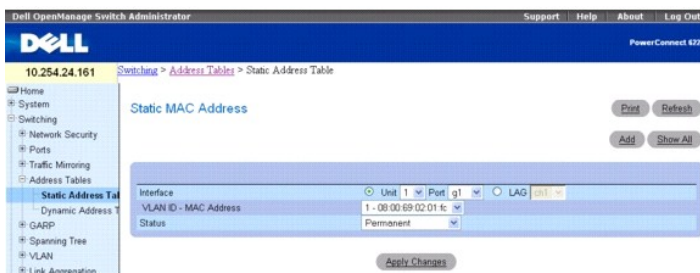 Dell OpenManage Switch Administrator
Support Help About Log Out
DELL
PowerConnect 622
10.254.24.161
Switching > Address Tables > Static Address Table
Home
System
Switching
Network Security
Ports
Traffic Mirroring
Address Tables
Static Address Tal
Dynamic Address T
GARP
Spanning Tree
VLAN
Link Aggregation
Static MAC Address
Print Refresh
Add Show All
Interface Unit 1 Port g1 LAG ch1
VLAN ID - MAC Address 1 - 08:00:69:02:01:fc
Status Permanent
Apply Changes